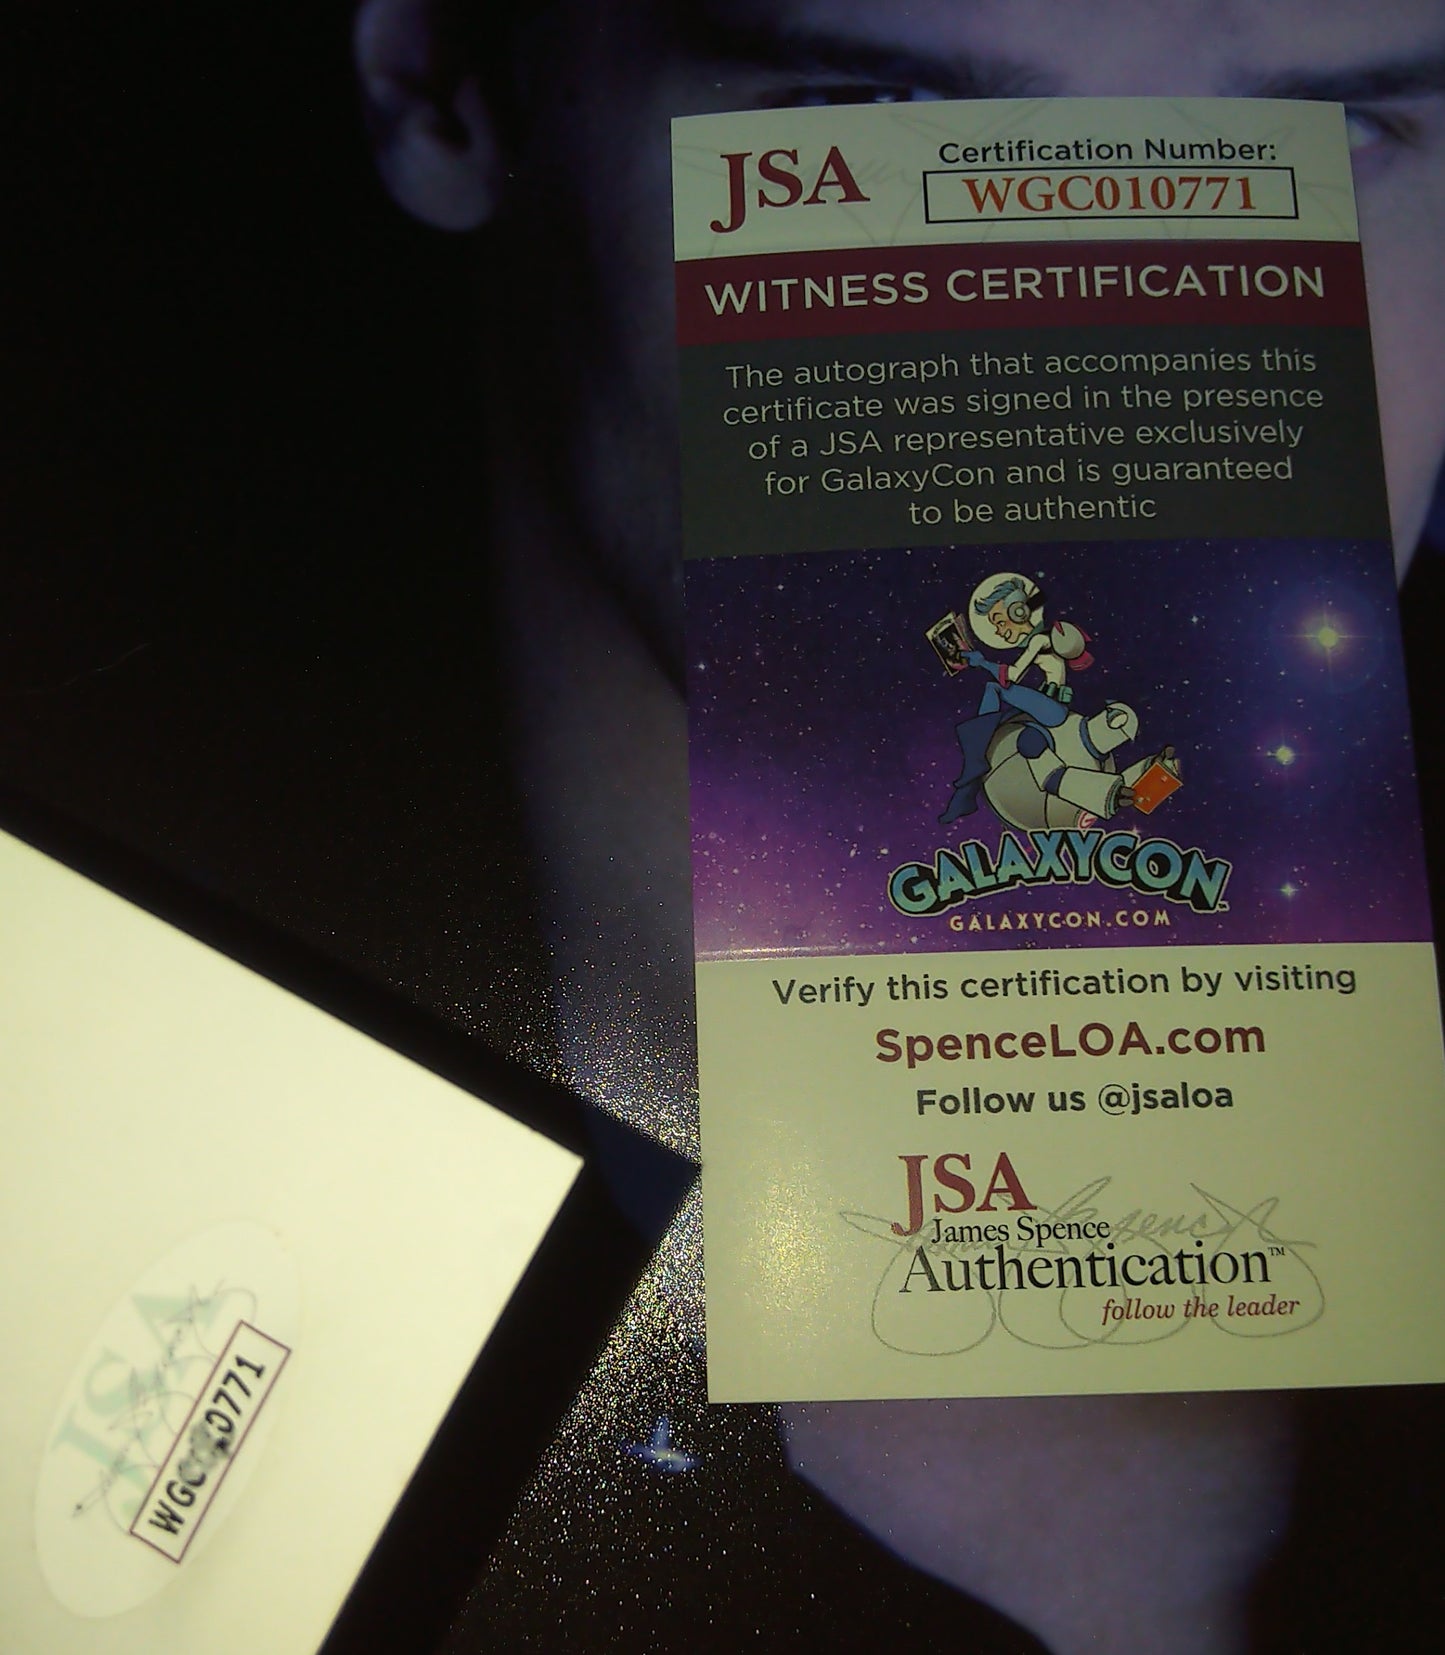 JSA
Certification Number:
WGC010771
WITNESS CERTIFICATION
The autograph that accompanies this
certificate was signed in the presence
of a JSA representative exclusively
for GalaxyCon and is guaranteed
to be authentic
GALAXYCON
GALAXYCON.COM
Verify this certification by visiting
SpenceLOA.com
Follow us @jsaloa
JSA
James Spence
Authentication™
follow the leader
JSA